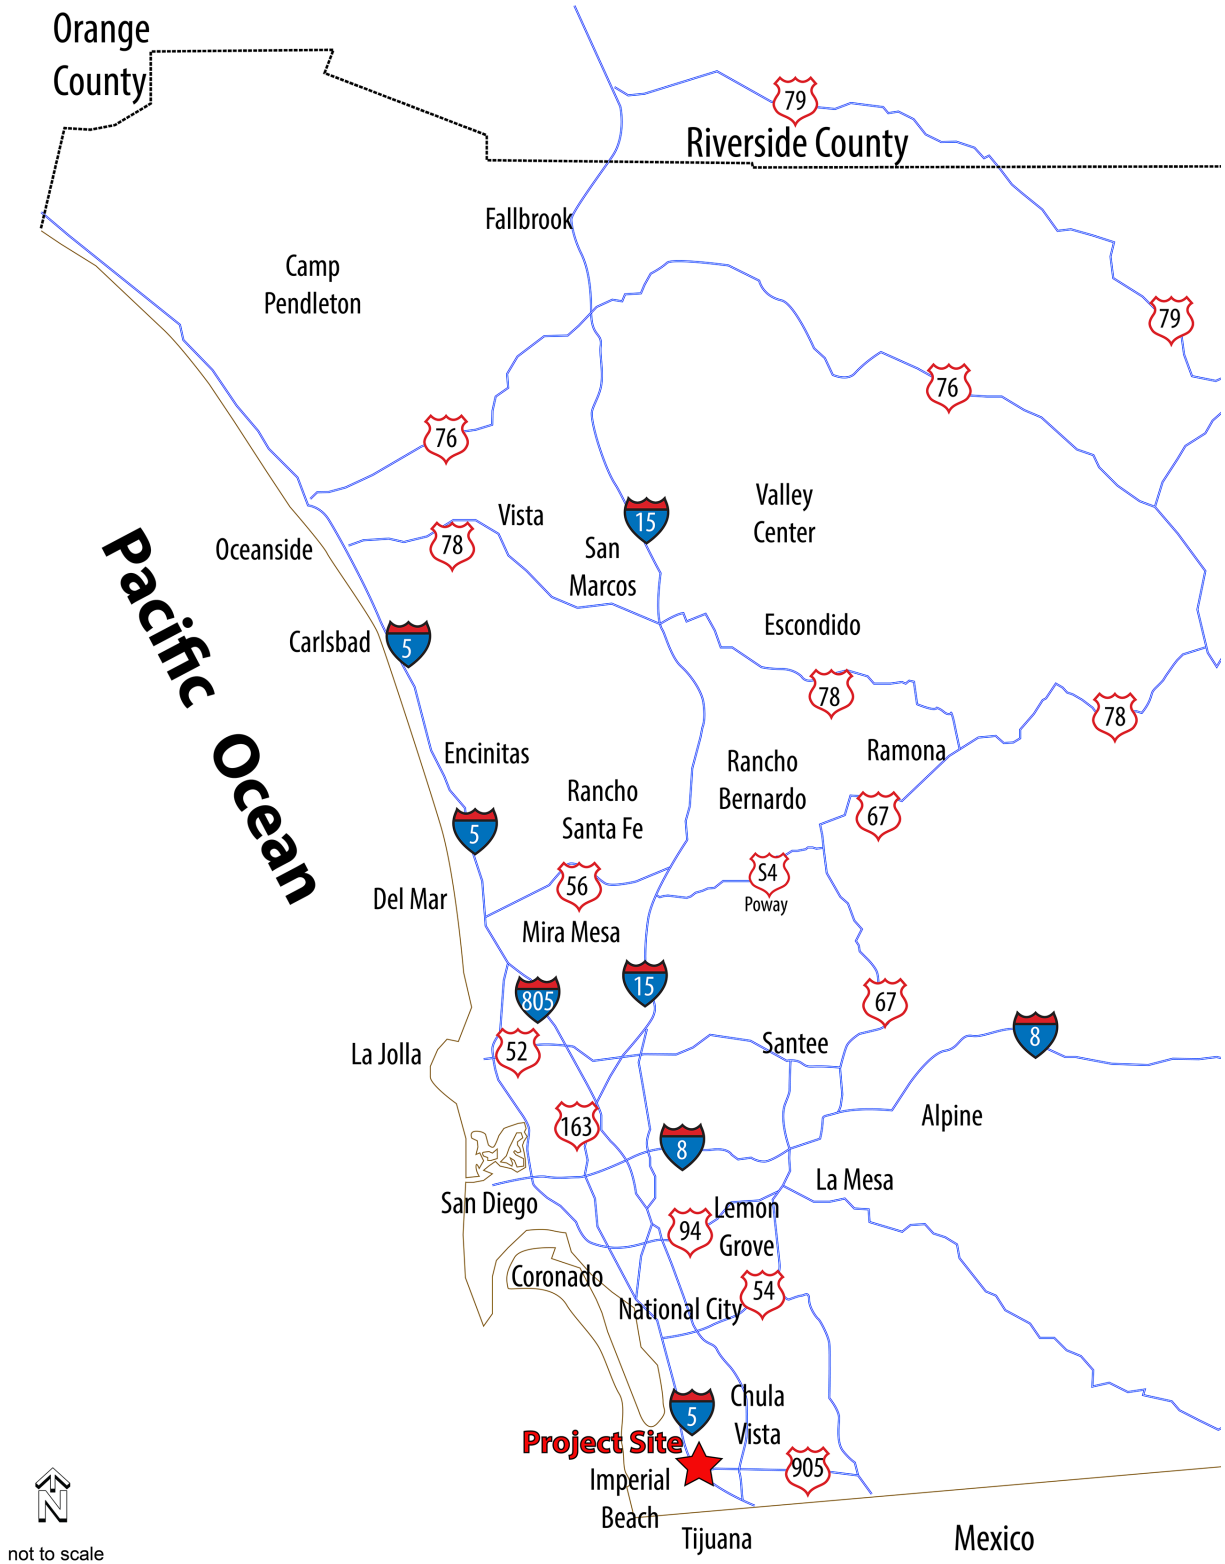 Orange
County
79
Riverside County
Fallbrook
Camp
Pendleton
79
76
76
Valley
Center
15
Vista
78
San
Marcos
Oceanside
Pacific Ocean
Escondido
Carlsbad
5
78
78
Encinitas
Ramona
Rancho
Bernardo
Rancho
Santa Fe
67
5
S4
Poway
56
Del Mar
Mira Mesa
15
805
67
8
Santee
52
La Jolla
Alpine
163
8
La Mesa
San Diego
Lemon
Grove
94
Coronado
54
National City
Chula
Vista
5
Project Site
905
Imperial
Beach
Tijuana
Mexico
N
not to scale